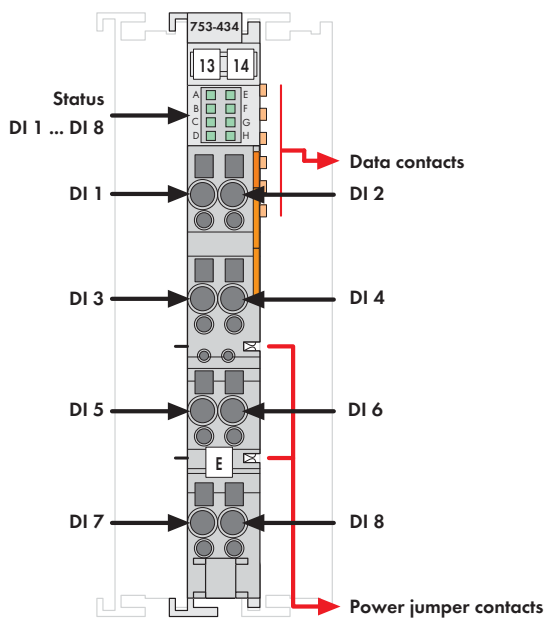 753-434
13 14
A E
B F
C G
D H
Status
DI 1 ... DI 8
Data contacts
DI 1
DI 2
DI 3
DI 4
DI 5
DI 6
E
DI 7
DI 8
Power jumper contacts